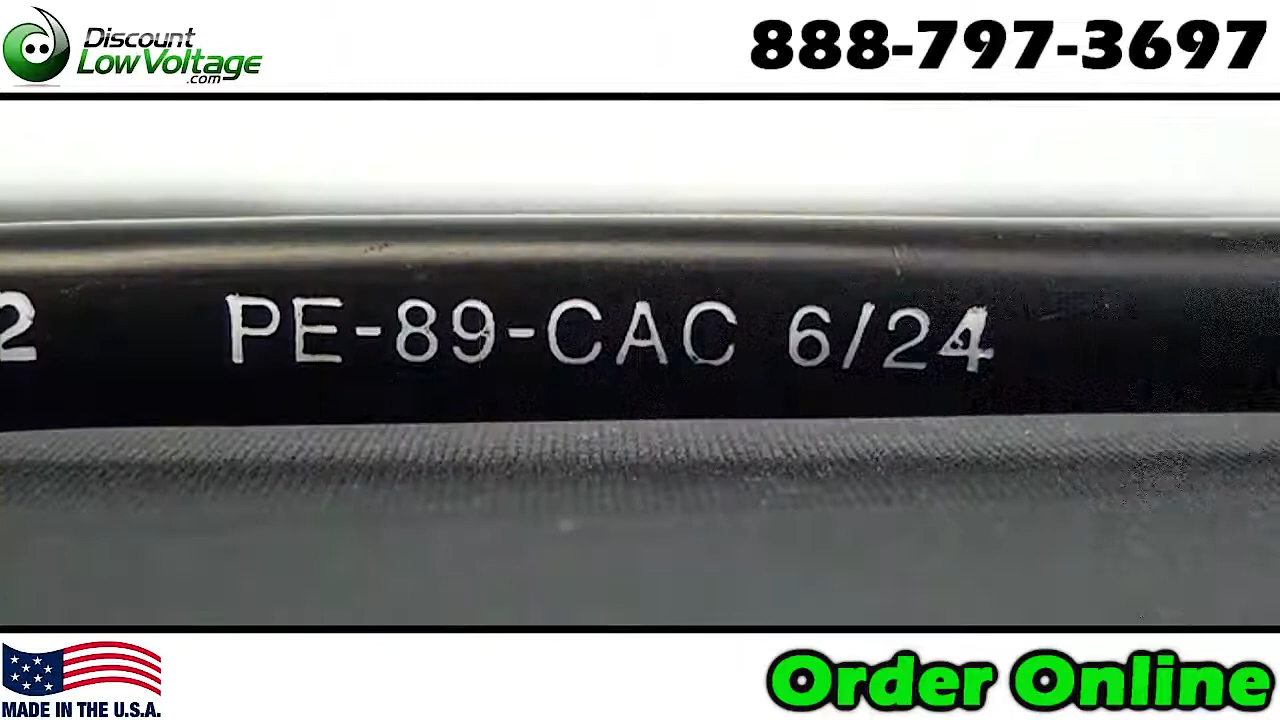 Discount
LowVoltage
.com
888-797-3697
2 PE-89-CAC 6/24
MADE IN THE U.S.A.
Order Online